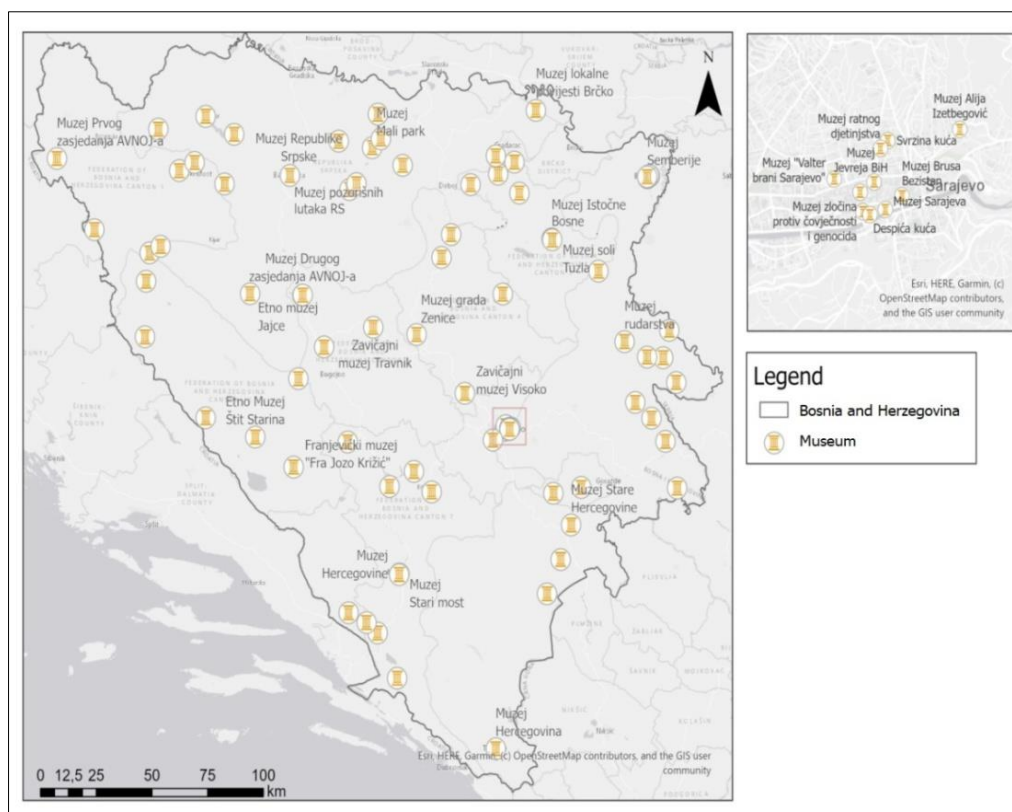 N
Muzej lokalne
povijesti Brčko
Muzej Prvog
zasjedanja AVNOJ-a
Muzej
Mali park
Muzej Republike
Srpske
Muzej
Semberije
Muzej pozorišnih
lutaka RS
Muzej Istočne
Bosne
Muzej soli
Tuzla
Muzej Drugog
zasjedanja AVNOJ-a
Etno muzej
Jajce
Muzej grada
Zenice
Muzej
rudarstva
Zavičajni
muzej Travnik
Zavičajni
muzej Visoko
Etno Muzej
Štit Starina
Franjevički muzej
"Fra Jozo Križić"
Muzej Stare
Hercegovine
Muzej
Hercegovine
Muzej
Stari most
Muzej
Hercegovina
Esri, HERE, Garmin, (c) OpenStreetMap contributors, and the GIS user
community
0 12,5 25 50 75 100
km
Muzej Alija
Izetbegović
Muzej ratnog
djetinjstva
Svrzina kuća
Muzej "Valter
brani Sarajevo"
Muzej
Jevreja BiH
Muzej Brusa
Bezistan
Sarajevo
Muzej zločina
protiv čovječnosti
i genocida
Muzej Sarajeva
Despića kuća
Esri, HERE, Garmin, (c)
OpenStreetMap contributors,
and the GIS user community
Legend
Bosnia and Herzegovina
Museum